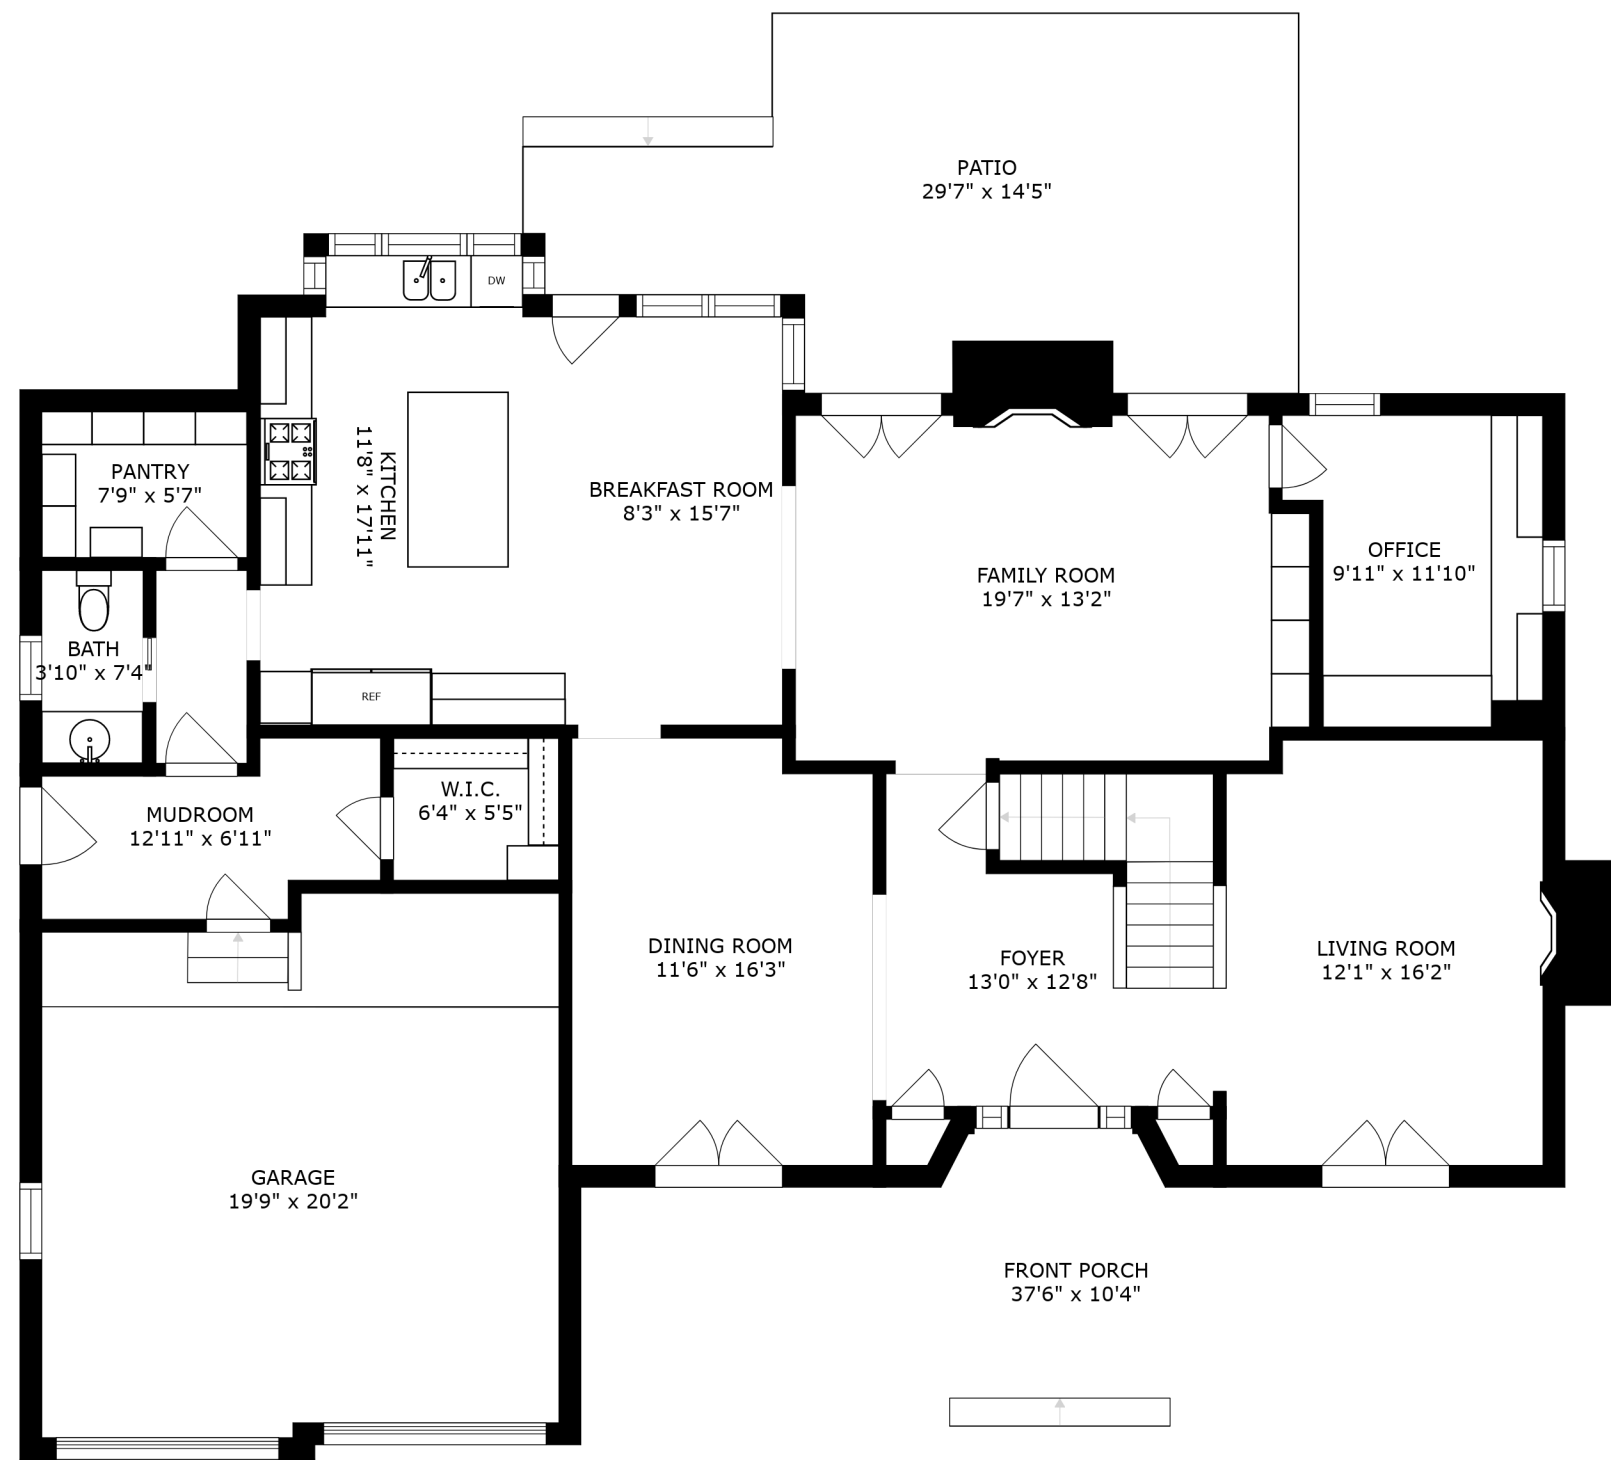 PATIO
29'7" x 14'5"
DW
PANTRY
7'9" x 5'7"
KITCHEN
11'8" x 17'11"
BREAKFAST ROOM
8'3" x 15'7"
FAMILY ROOM
19'7" x 13'2"
OFFICE
9'11" x 11'10"
BATH
3'10" x 7'4"
REF
MUDROOM
12'11" x 6'11"
W.I.C.
6'4" x 5'5"
DINING ROOM
11'6" x 16'3"
FOYER
13'0" x 12'8"
LIVING ROOM
12'1" x 16'2"
GARAGE
19'9" x 20'2"
FRONT PORCH
37'6" x 10'4"